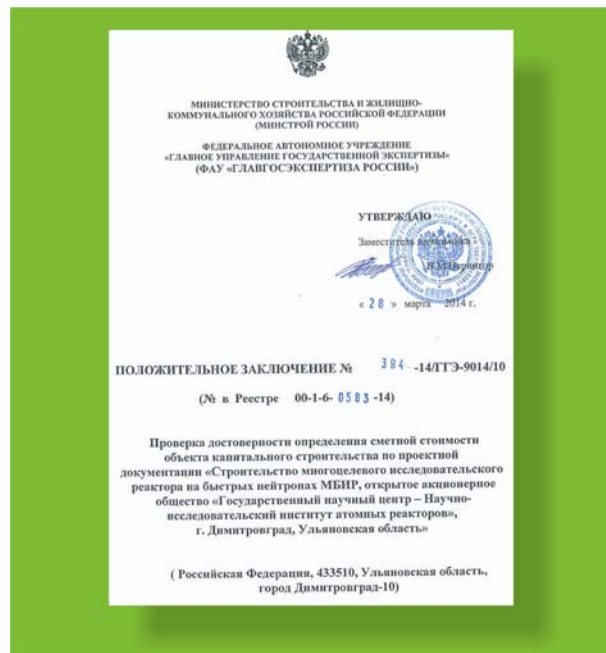 МИНИСТЕРСТВО СТРОИТЕЛЬСТВА И ЖИЛИЩНО-
КОММУНАЛЬНОГО ХОЗЯЙСТВА РОССИЙСКОЙ ФЕДЕРАЦИИ
(МИНСТРОЙ РОССИИ)
ФЕДЕРАЛЬНОЕ АВТОНОМНОЕ УЧРЕЖДЕНИЕ
«ГЛАВНОЕ УПРАВЛЕНИЕ ГОСУДАРСТВЕННОЙ ЭКСПЕРТИЗЫ»
(ФАУ «ГЛАВГОСЭКСПЕРТИЗА РОССИИ»)
УТВЕРЖДАЮ
Заместитель начальника
В.М.Вернигор
« 28 » марта 2014 г.
ПОЛОЖИТЕЛЬНОЕ ЗАКЛЮЧЕНИЕ № 394 -14/ГГЭ-9014/10
(№ в Реестре 00-1-6- 0583 -14)
Проверка достоверности определения сметной стоимости
объекта капитального строительства по проектной
документации «Строительство многоцелевого исследовательского
реактора на быстрых нейтронах МБИР, открытое акционерное
общество «Государственный научный центр – Научно-
исследовательский институт атомных реакторов»,
г. Димитровград, Ульяновская область»
( Российская Федерация, 433510, Ульяновская область,
город Димитровград-10)